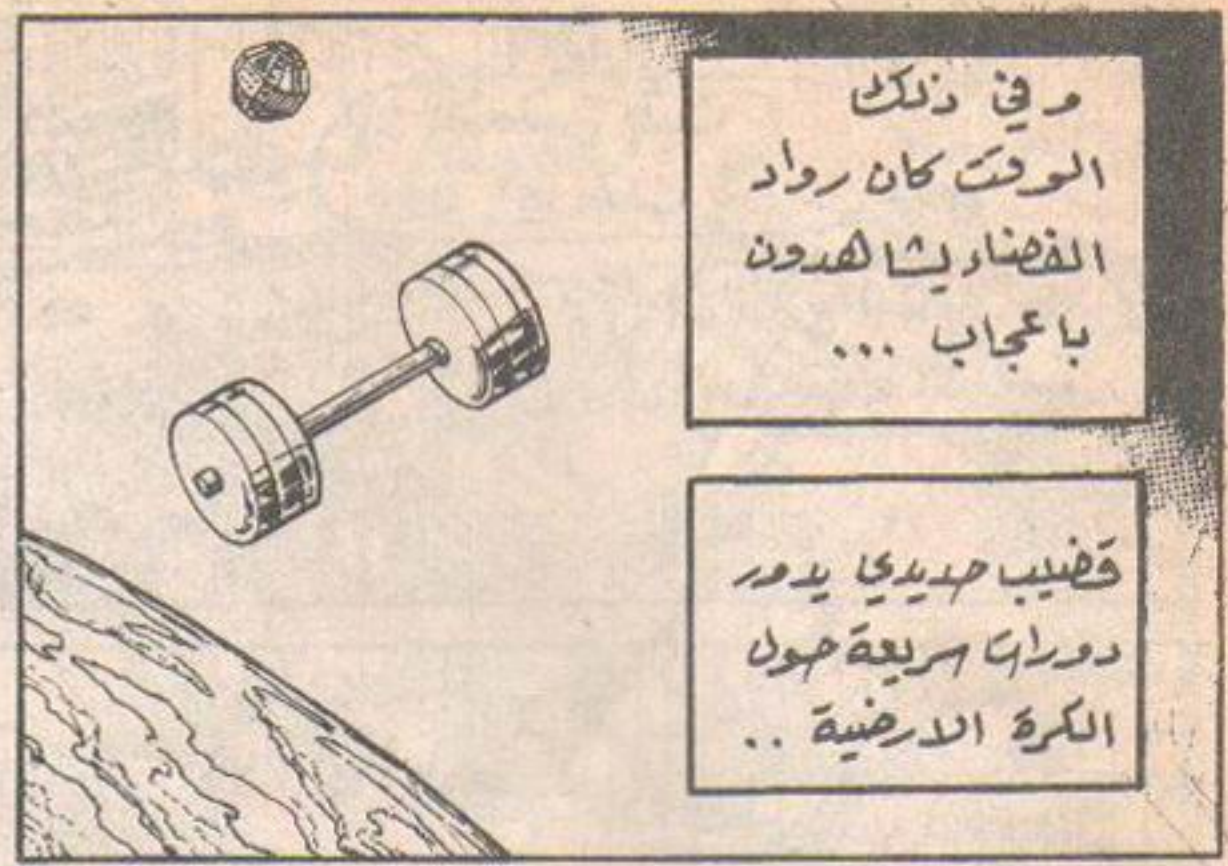 وفي ذلك
الوقت كان رواد
الفضاء يشاهدون
باعجاب ...
قضيب حديدي يدور
دورات سريعة حول
الكرة الارضية ..